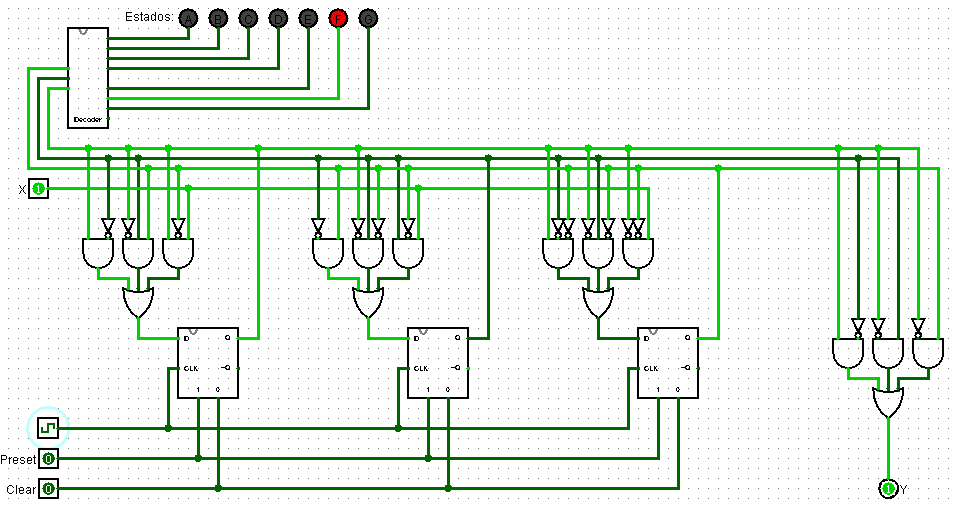 Estados: A B C D E F G
Decoder
X 1
D Q D Q D Q
CLK -Q CLK -Q CLK -Q
1 0 1 0 1 0
Preset 0
Clear 0
1 Y